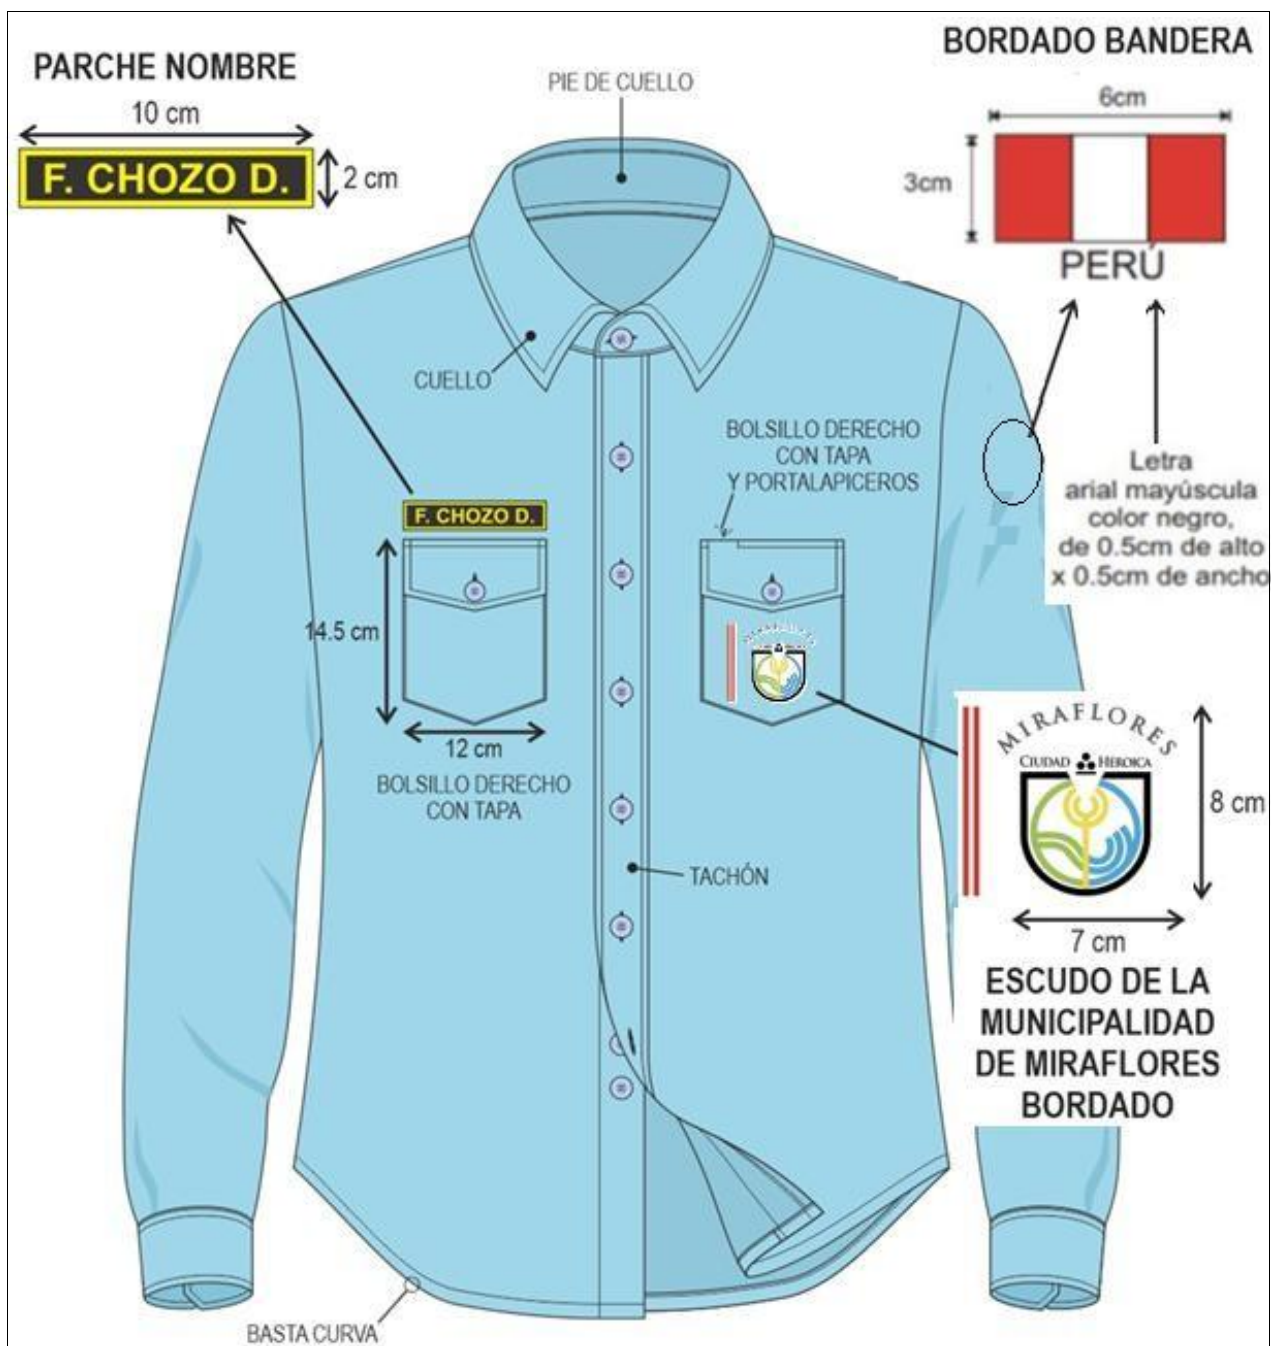 PARCHE NOMBRE
10 cm
F. CHOZO D.
2 cm
PIE DE CUELLO
BORDADO BANDERA
6cm
3cm
PERÚ
Letra
arial mayúscula
color negro,
de 0.5cm de alto
x 0.5cm de ancho
CUELLO
BOLSILLO DERECHO
CON TAPA
Y PORTALAPICEROS
F. CHOZO D.
14.5 cm
12 cm
BOLSILLO DERECHO
CON TAPA
MIRAFLORES
TACHÓN
MIRAFLORES
CIUDAD HEROICA
8 cm
7 cm
ESCUDO DE LA
MUNICIPALIDAD
DE MIRAFLORES
BORDADO
BASTA CURVA